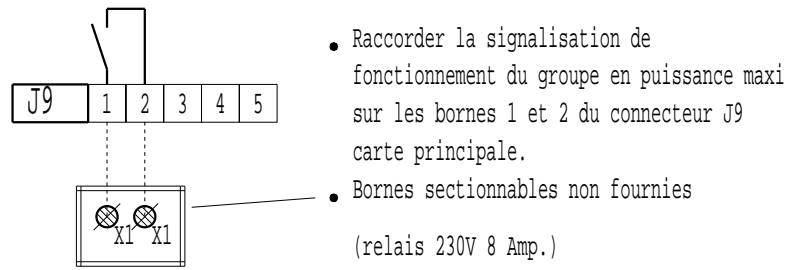 J9 1 2 3 4 5
X1 X1
• Raccorder la signalisation de
fonctionnement du groupe en puissance maxi
sur les bornes 1 et 2 du connecteur J9
carte principale.
• Bornes sectionnables non fournies
(relais 230V 8 Amp.)